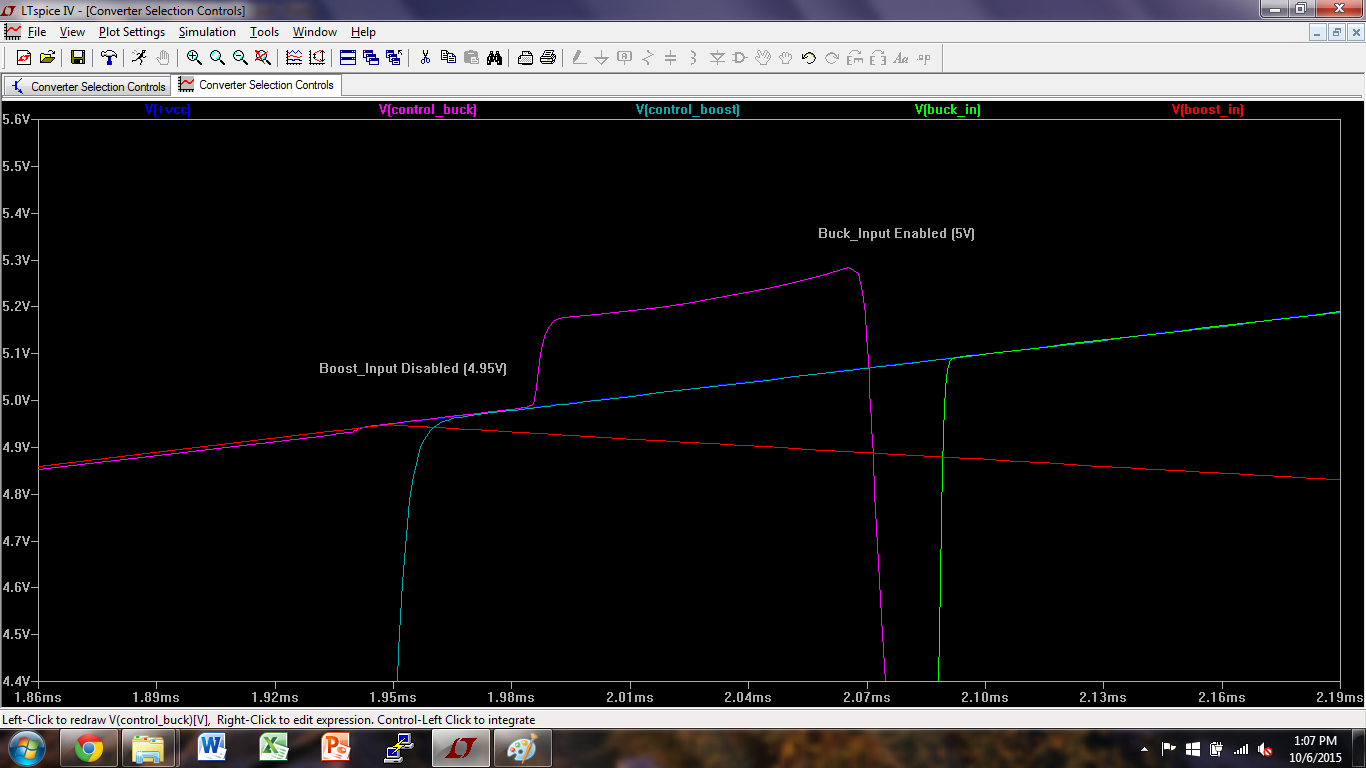 LTspice IV - [Converter Selection Controls]
File View Plot Settings Simulation Tools Window Help
Converter Selection Controls Converter Selection Controls
V(+vcc) V(control_buck) V(control_boost) V(buck_in) V(boost_in)
5.6V
5.5V
5.4V
Buck_Input Enabled (5V)
5.3V
5.2V
5.1V
Boost_Input Disabled (4.95V)
5.0V
4.9V
4.8V
4.7V
4.6V
4.5V
4.4V
1.86ms 1.89ms 1.92ms 1.95ms 1.98ms 2.01ms 2.04ms 2.07ms 2.10ms 2.13ms 2.16ms 2.19ms
Left-Click to redraw V(control_buck)[V], Right-Click to edit expression. Control-Left Click to integrate
1:07 PM
10/6/2015